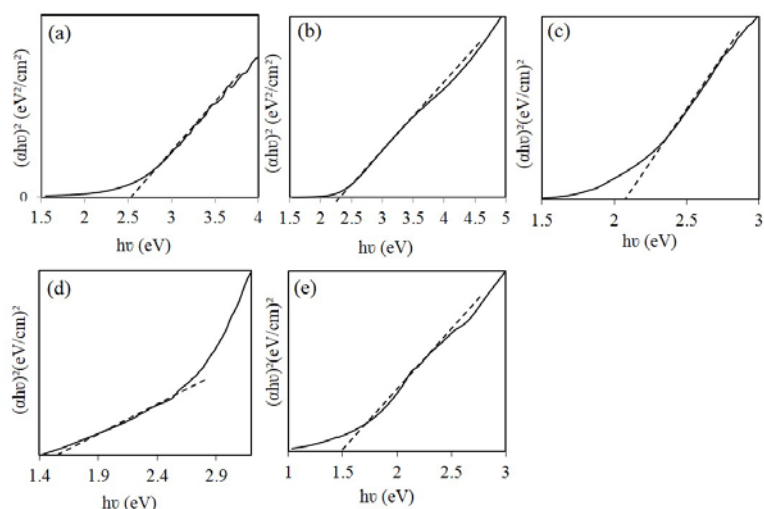 (a)
(αhυ)² (eV²/cm²)
0
1.5 2 2.5 3 3.5 4
hυ (eV)
(b)
(αhυ)² (eV²/cm²)
1.5 2 2.5 3 3.5 4 4.5 5
hυ (eV)
(c)
(αhυ)²(eV/cm)²
1.5 2 2.5 3
hυ (eV)
(d)
(αhυ)²(eV/cm)²
1.4 1.9 2.4 2.9
hυ (eV)
(e)
(αhυ)²(eV/cm)²
1 1.5 2 2.5 3
hυ (eV)